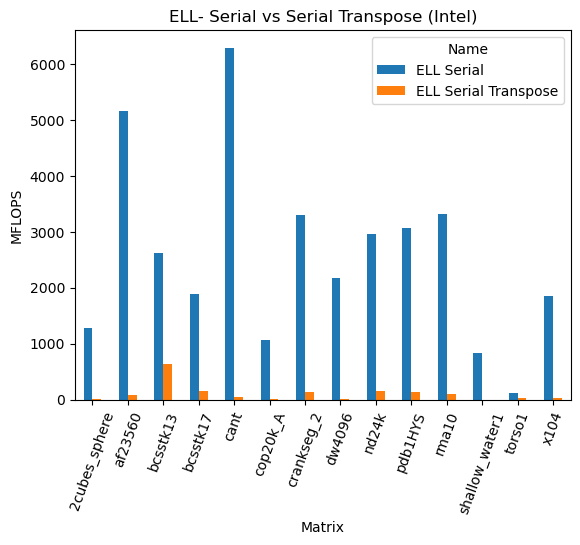 ELL- Serial vs Serial Transpose (Intel)
Name
ELL Serial
ELL Serial Transpose
MFLOPS
6000
5000
4000
3000
2000
1000
0
2cubes_sphere
af23560
bcsstk13
bcsstk17
cant
cop20k_A
crankseg_2
dw4096
nd24k
pdb1HYS
rma10
shallow_water1
torso1
x104
Matrix